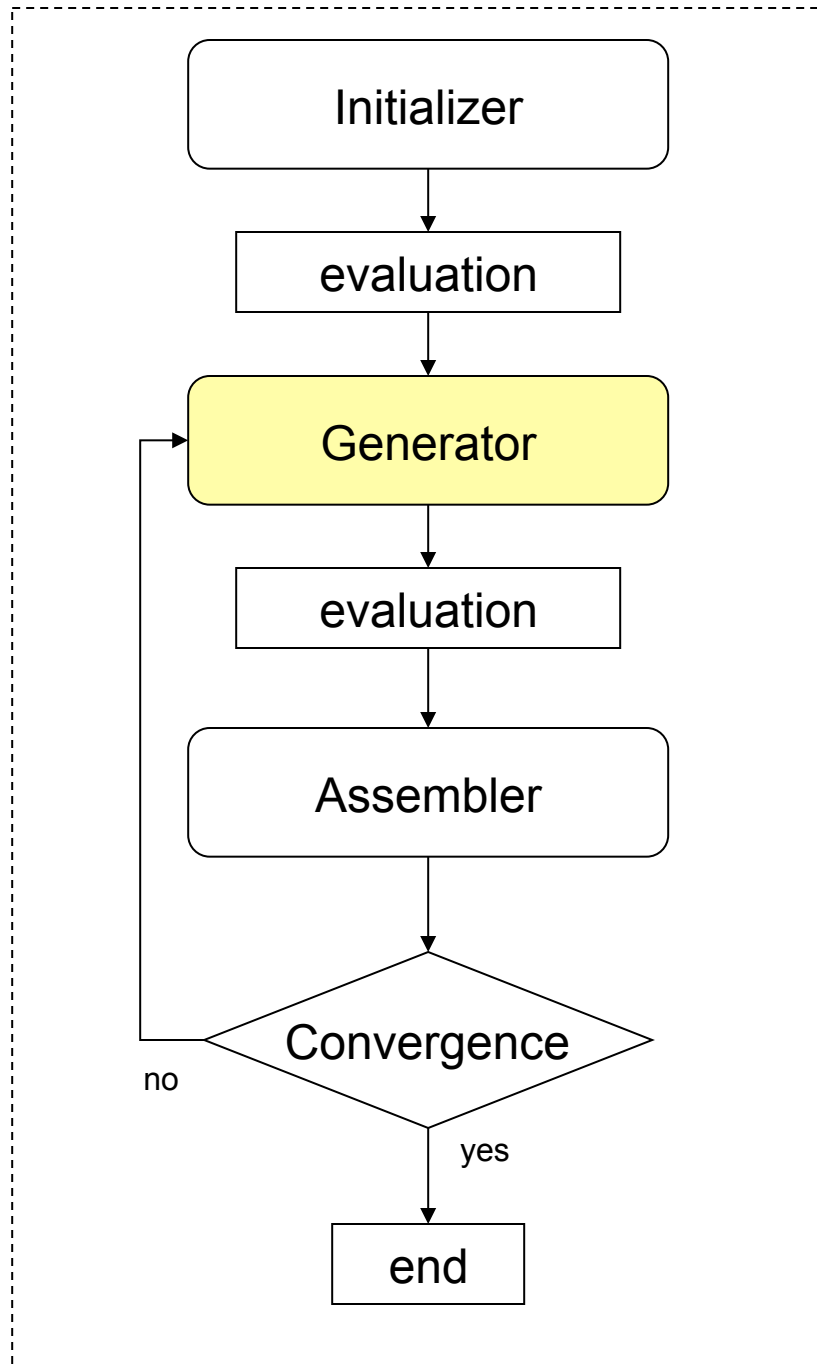 Initializer
evaluation
Generator
evaluation
Assembler
Convergence
no
yes
end